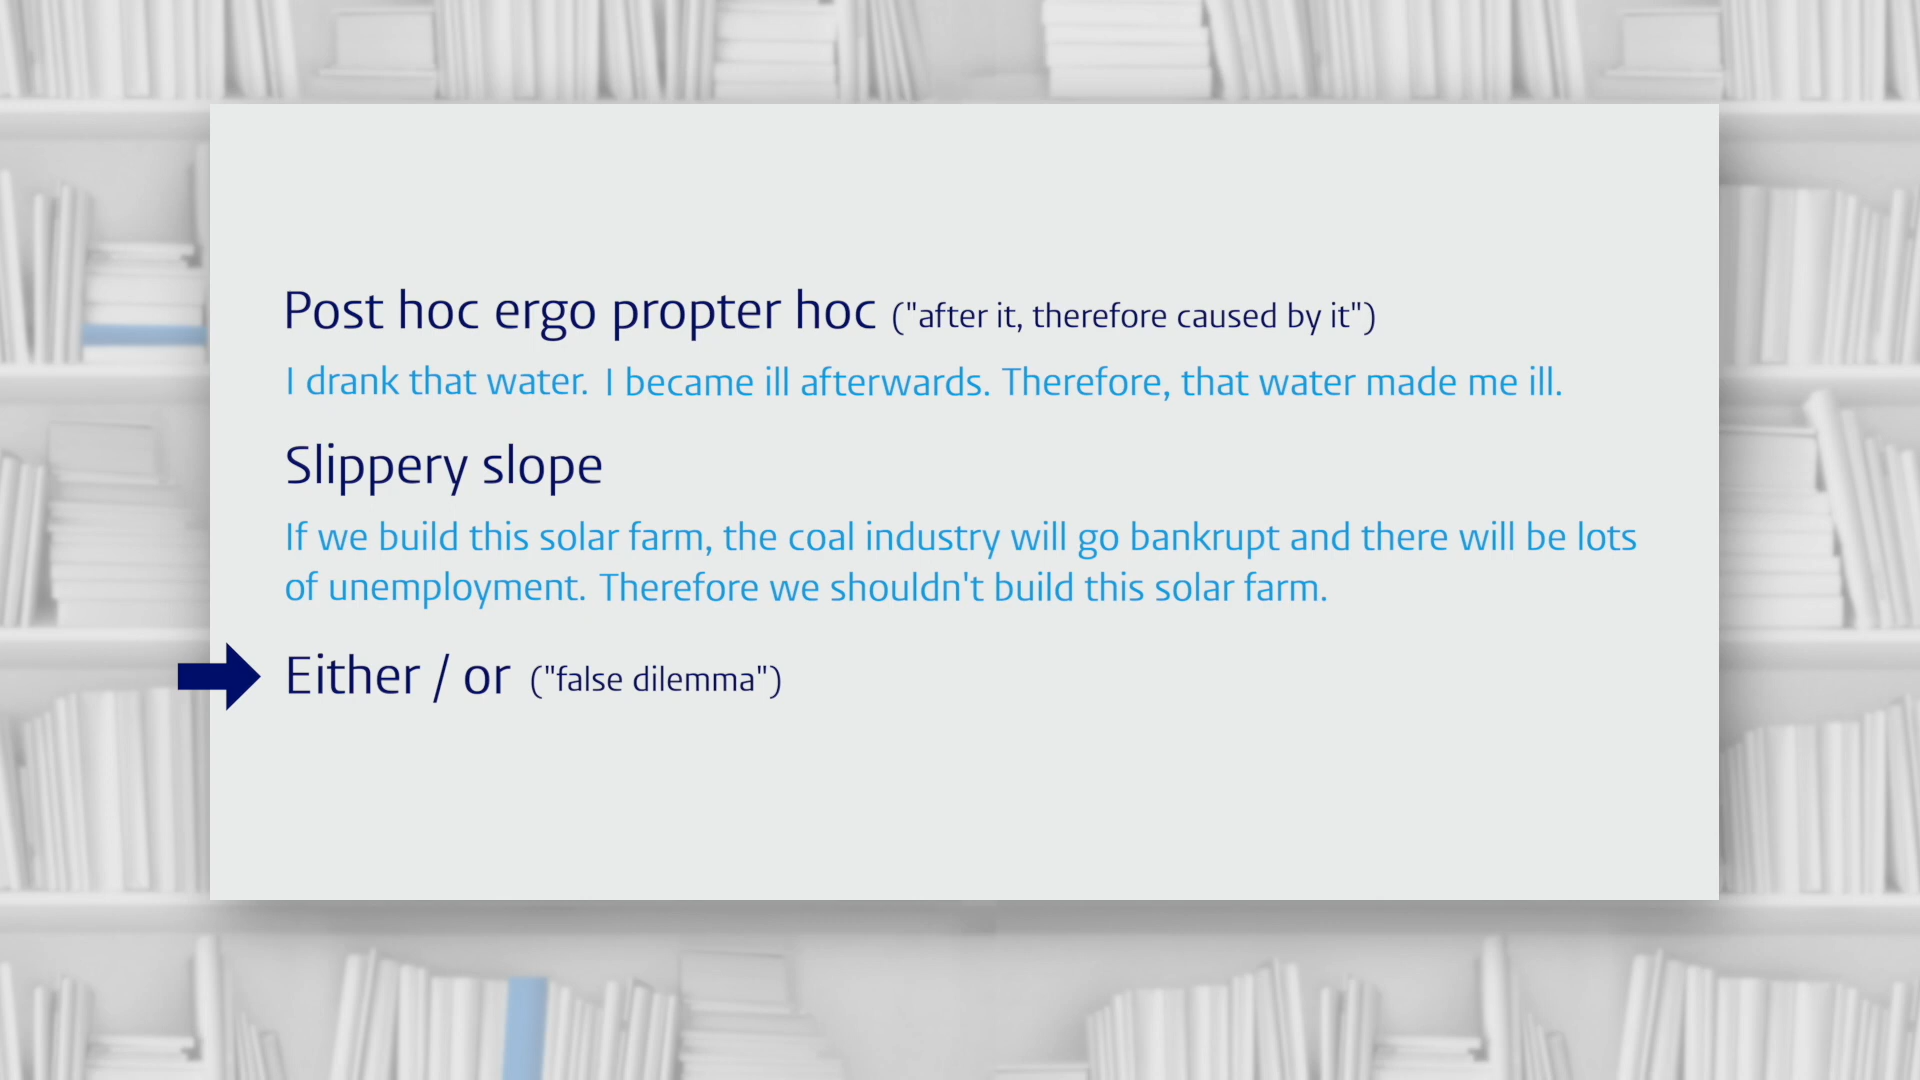 Post hoc ergo propter hoc ("after it, therefore caused by it")
I drank that water. I became ill afterwards. Therefore, that water made me ill.
Slippery slope
If we build this solar farm, the coal industry will go bankrupt and there will be lots
of unemployment. Therefore we shouldn't build this solar farm.
Either / or ("false dilemma")